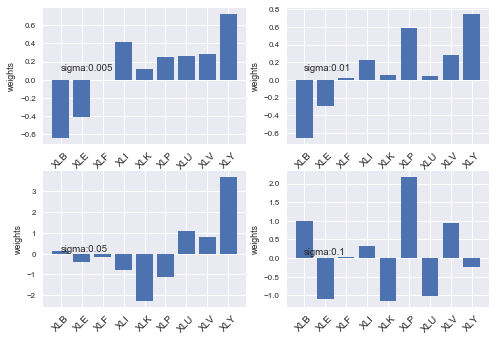 0.6
0.4
0.2
0.0
−0.2
−0.4
−0.6
weights
sigma:0.005
XLB XLE XLF XLI XLK XLP XLU XLV XLY
0.8
0.6
0.4
0.2
0.0
−0.2
−0.4
−0.6
weights
sigma:0.01
XLB XLE XLF XLI XLK XLP XLU XLV XLY
3
2
1
0
−1
−2
weights
sigma:0.05
XLB XLE XLF XLI XLK XLP XLU XLV XLY
2.0
1.5
1.0
0.5
0.0
−0.5
−1.0
weights
sigma:0.1
XLB XLE XLF XLI XLK XLP XLU XLV XLY